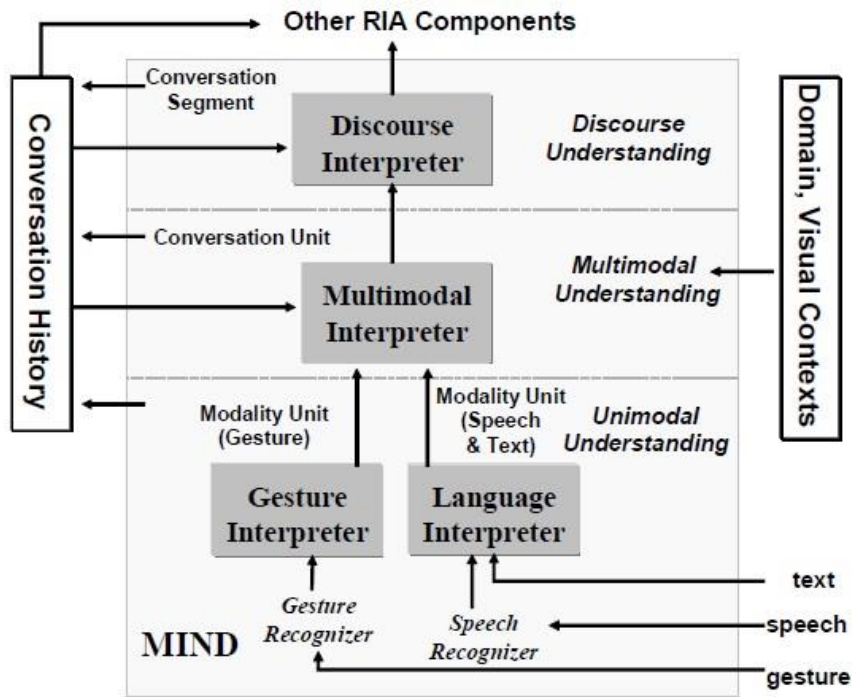 Other RIA Components
Conversation
Segment
Discourse
Interpreter
Discourse
Understanding
Conversation History
Domain, Visual Contexts
Conversation Unit
Multimodal
Interpreter
Multimodal
Understanding
Modality Unit
(Gesture)
Modality Unit
(Speech
& Text)
Unimodal
Understanding
Gesture
Interpreter
Language
Interpreter
text
Gesture
Recognizer
Speech
Recognizer
speech
MIND
gesture